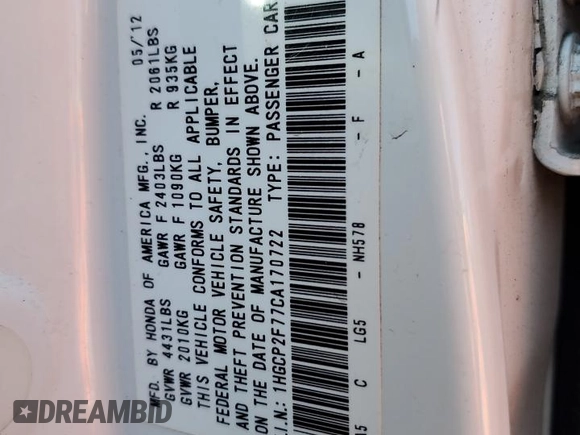 MFD. BY HONDA OF AMERICA MFG., INC. 05/'12
GVWR 4431LBS GAWR F 2403LBS R 2061LBS
GVWR 2010KG GAWR F 1090KG R 935KG
THIS VEHICLE CONFORMS TO ALL APPLICABLE
FEDERAL MOTOR VEHICLE SAFETY, BUMPER,
AND THEFT PREVENTION STANDARDS IN EFFECT
ON THE DATE OF MANUFACTURE SHOWN ABOVE.
.I.N.: 1HGCP2F77CA170722 TYPE: PASSENGER CAR
C LG5 - NH578 - F - A
DREAMBID